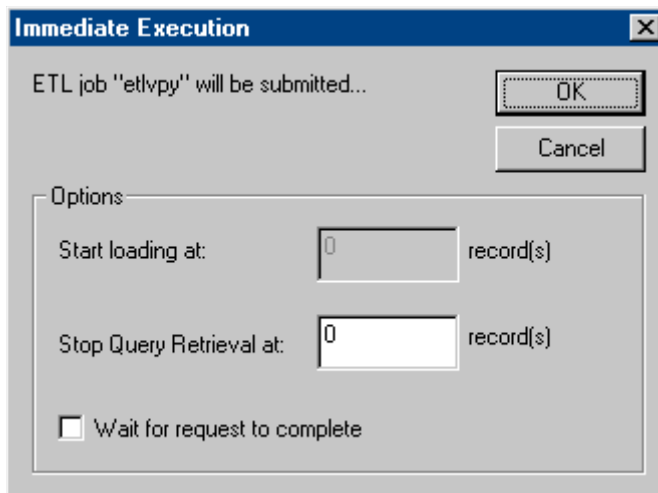 Immediate Execution
ETL job "etlvpy" will be submitted...
OK
Cancel
Options
Start loading at: 0 record(s)
Stop Query Retrieval at: 0 record(s)
Wait for request to complete